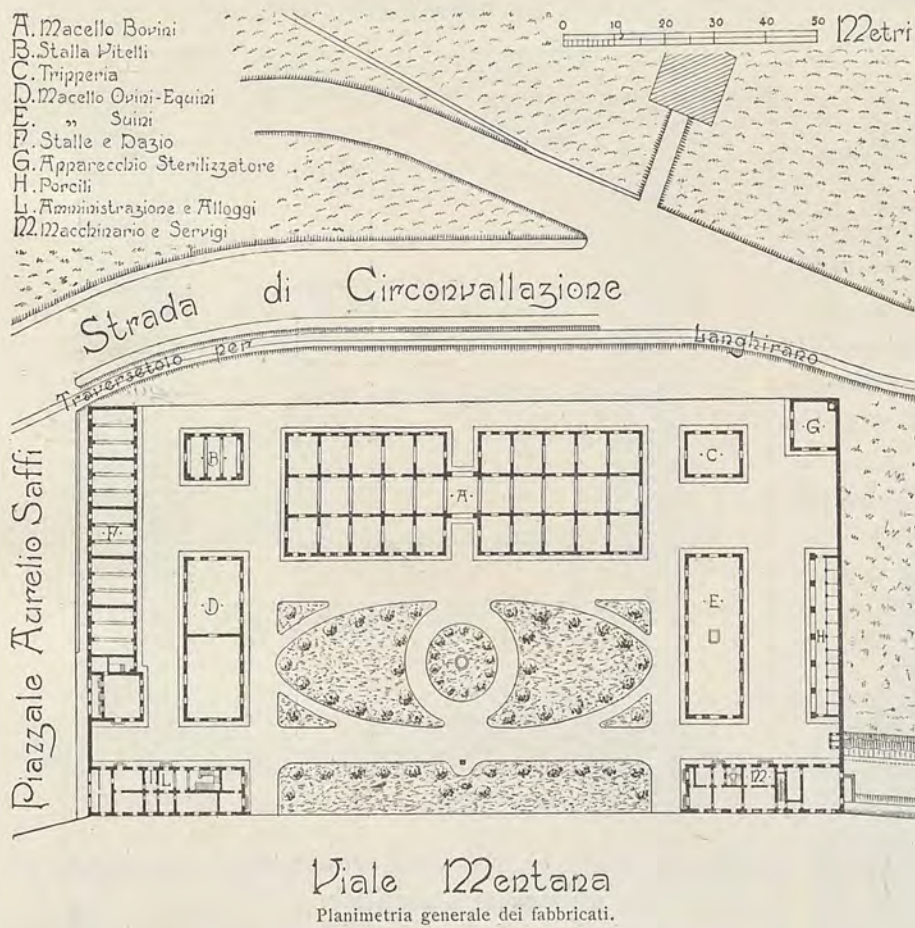 A. Macello Bovini
B. Stalla Vitelli
C. Tripperia
D. Macello Ovini-Equini
E. „ Suini
F. Stalle e Dazio
G. Apparecchio Sterilizzatore
H. Porcili
L. Amministrazione e Alloggi
M. Macchinario e Servigi
0 10 20 30 40 50 Metri
Strada di Circonvallazione
Traversetolo per Langhirano
Piazzale Aurelio Saffi
B
A
C
G
F
D
E
H
L
M
Viale Mentana
Planimetria generale dei fabbricati.